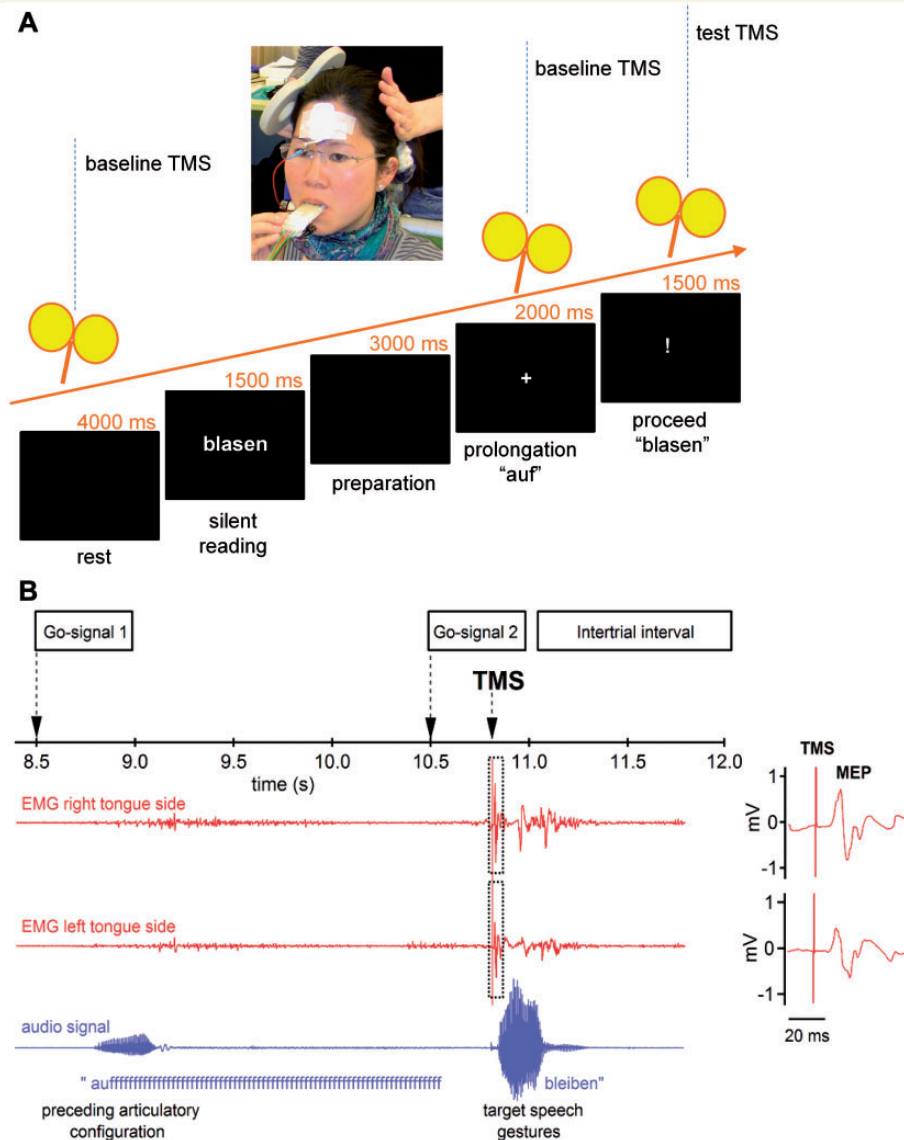 A
test TMS
baseline TMS
baseline TMS
1500 ms
2000 ms
3000 ms
1500 ms
4000 ms
!
+
blasen
proceed
"blasen"
prolongation
"auf"
preparation
silent
reading
rest
B
Go-signal 1
Go-signal 2
Intertrial interval
TMS
8.5 9.0 9.5 10.0 10.5 11.0 11.5 12.0
time (s)
TMS
MEP
EMG right tongue side
1
0
-1
mV
EMG left tongue side
1
0
-1
mV
20 ms
audio signal
" aufffffffffffffffffffffffffffffffffffffffffffff bleiben"
preceding articulatory
configuration
target speech
gestures